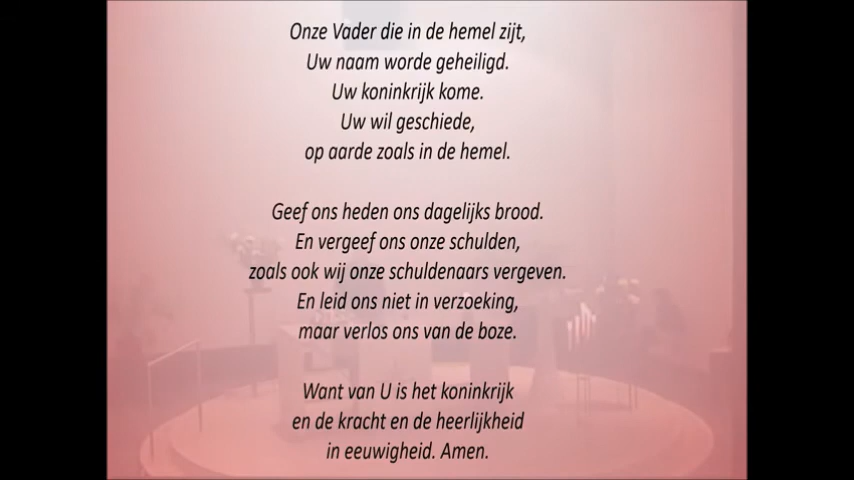 Onze Vader die in de hemel zijt,
Uw naam worde geheiligd.
Uw koninkrijk kome.
Uw wil geschiede,
op aarde zoals in de hemel.
Geef ons heden ons dagelijks brood.
En vergeef ons onze schulden,
zoals ook wij onze schuldenaars vergeven.
En leid ons niet in verzoeking,
maar verlos ons van de boze.
Want van U is het koninkrijk
en de kracht en de heerlijkheid
in eeuwigheid. Amen.